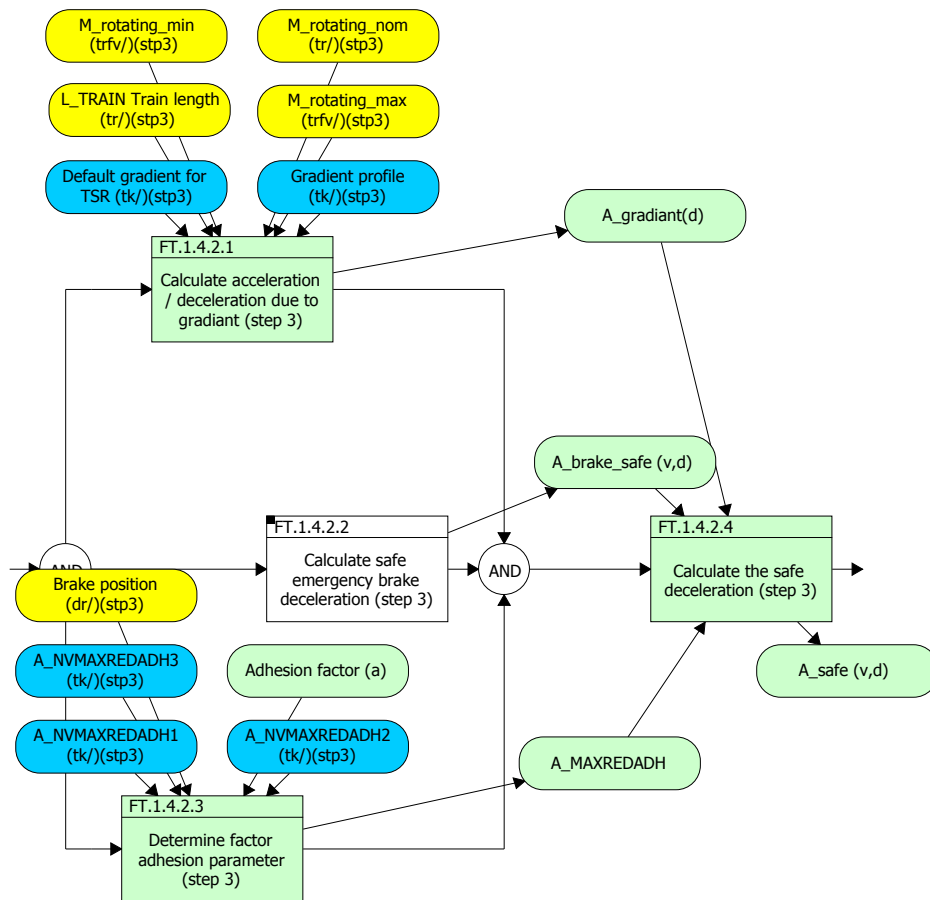 M_rotating_min
(trfv/)(stp3)
M_rotating_nom
(tr/)(stp3)
L_TRAIN Train length
(tr/)(stp3)
M_rotating_max
(trfv/)(stp3)
Default gradient for
TSR (tk/)(stp3)
Gradient profile
(tk/)(stp3)
A_gradiant(d)
FT.1.4.2.1
Calculate acceleration
/ deceleration due to
gradiant (step 3)
A_brake_safe (v,d)
FT.1.4.2.2
Calculate safe
emergency brake
deceleration (step 3)
AND
AND
FT.1.4.2.4
Calculate the safe
deceleration (step 3)
Brake position
(dr/)(stp3)
A_NVMAXREDADH3
(tk/)(stp3)
Adhesion factor (a)
A_safe (v,d)
A_NVMAXREDADH1
(tk/)(stp3)
A_NVMAXREDADH2
(tk/)(stp3)
A_MAXREDADH
FT.1.4.2.3
Determine factor
adhesion parameter
(step 3)